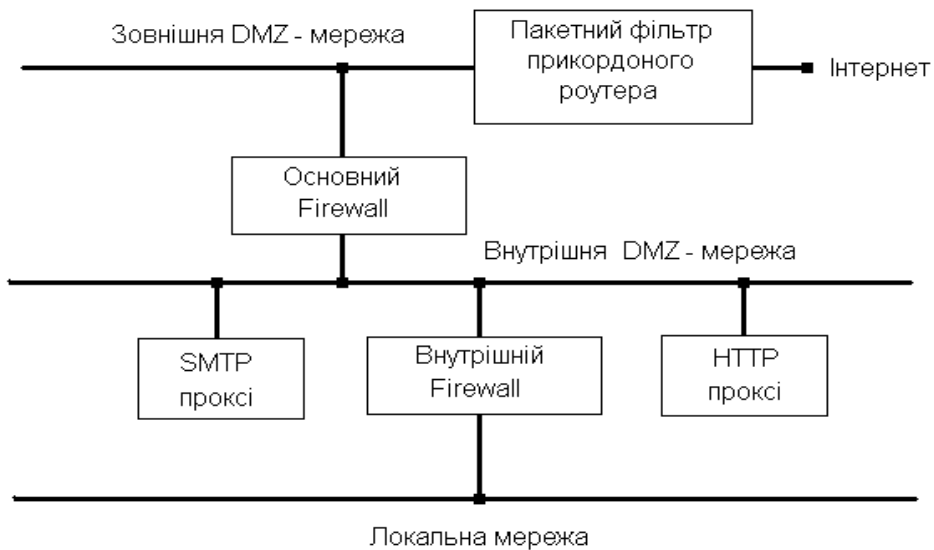 Зовнішня DMZ - мережа
Пакетний фільтр
прикордоного
роутера
Інтернет
Основний
Firewall
Внутрішня DMZ - мережа
SMTP
проксі
Внутрішній
Firewall
HTTP
проксі
Локальна мережа